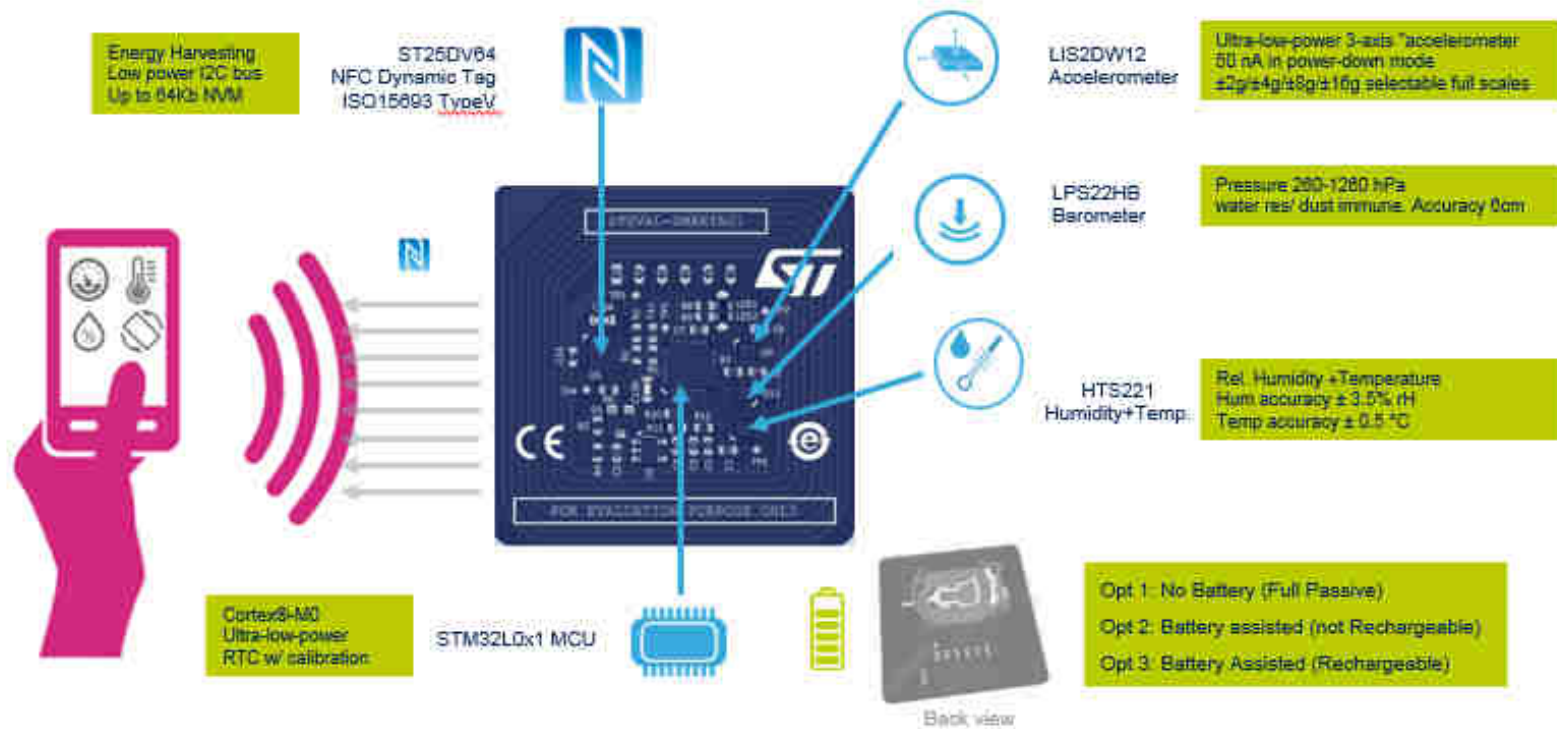 Energy Harvesting
Low power I2C bus
Up to 64Kb NVM
ST25DV64
NFC Dynamic Tag
ISO15693 TypeV
LIS2DW12
Accelerometer
Ultra-low-power 3-axis "accelerometer
50 nA in power-down mode
±2g/±4g/±8g/±16g selectable full scales
LPS22HB
Barometer
Pressure 260-1260 hPa
water res/ dust immune. Accuracy 6cm
HTS221
Humidity+Temp.
Rel. Humidity +Temperature
Hum accuracy ± 3.5% rH
Temp accuracy ± 0.5 °C
ST
CE
e
FOR EVALUATION PURPOSE ONLY
Ultra-low-power
RTC w/ calibration
STM32L0x1 MCU
Opt 1: No Battery (Full Passive)
Opt 2: Battery assisted (not Rechargeable)
Opt 3: Battery Assisted (Rechargeable)
Back view